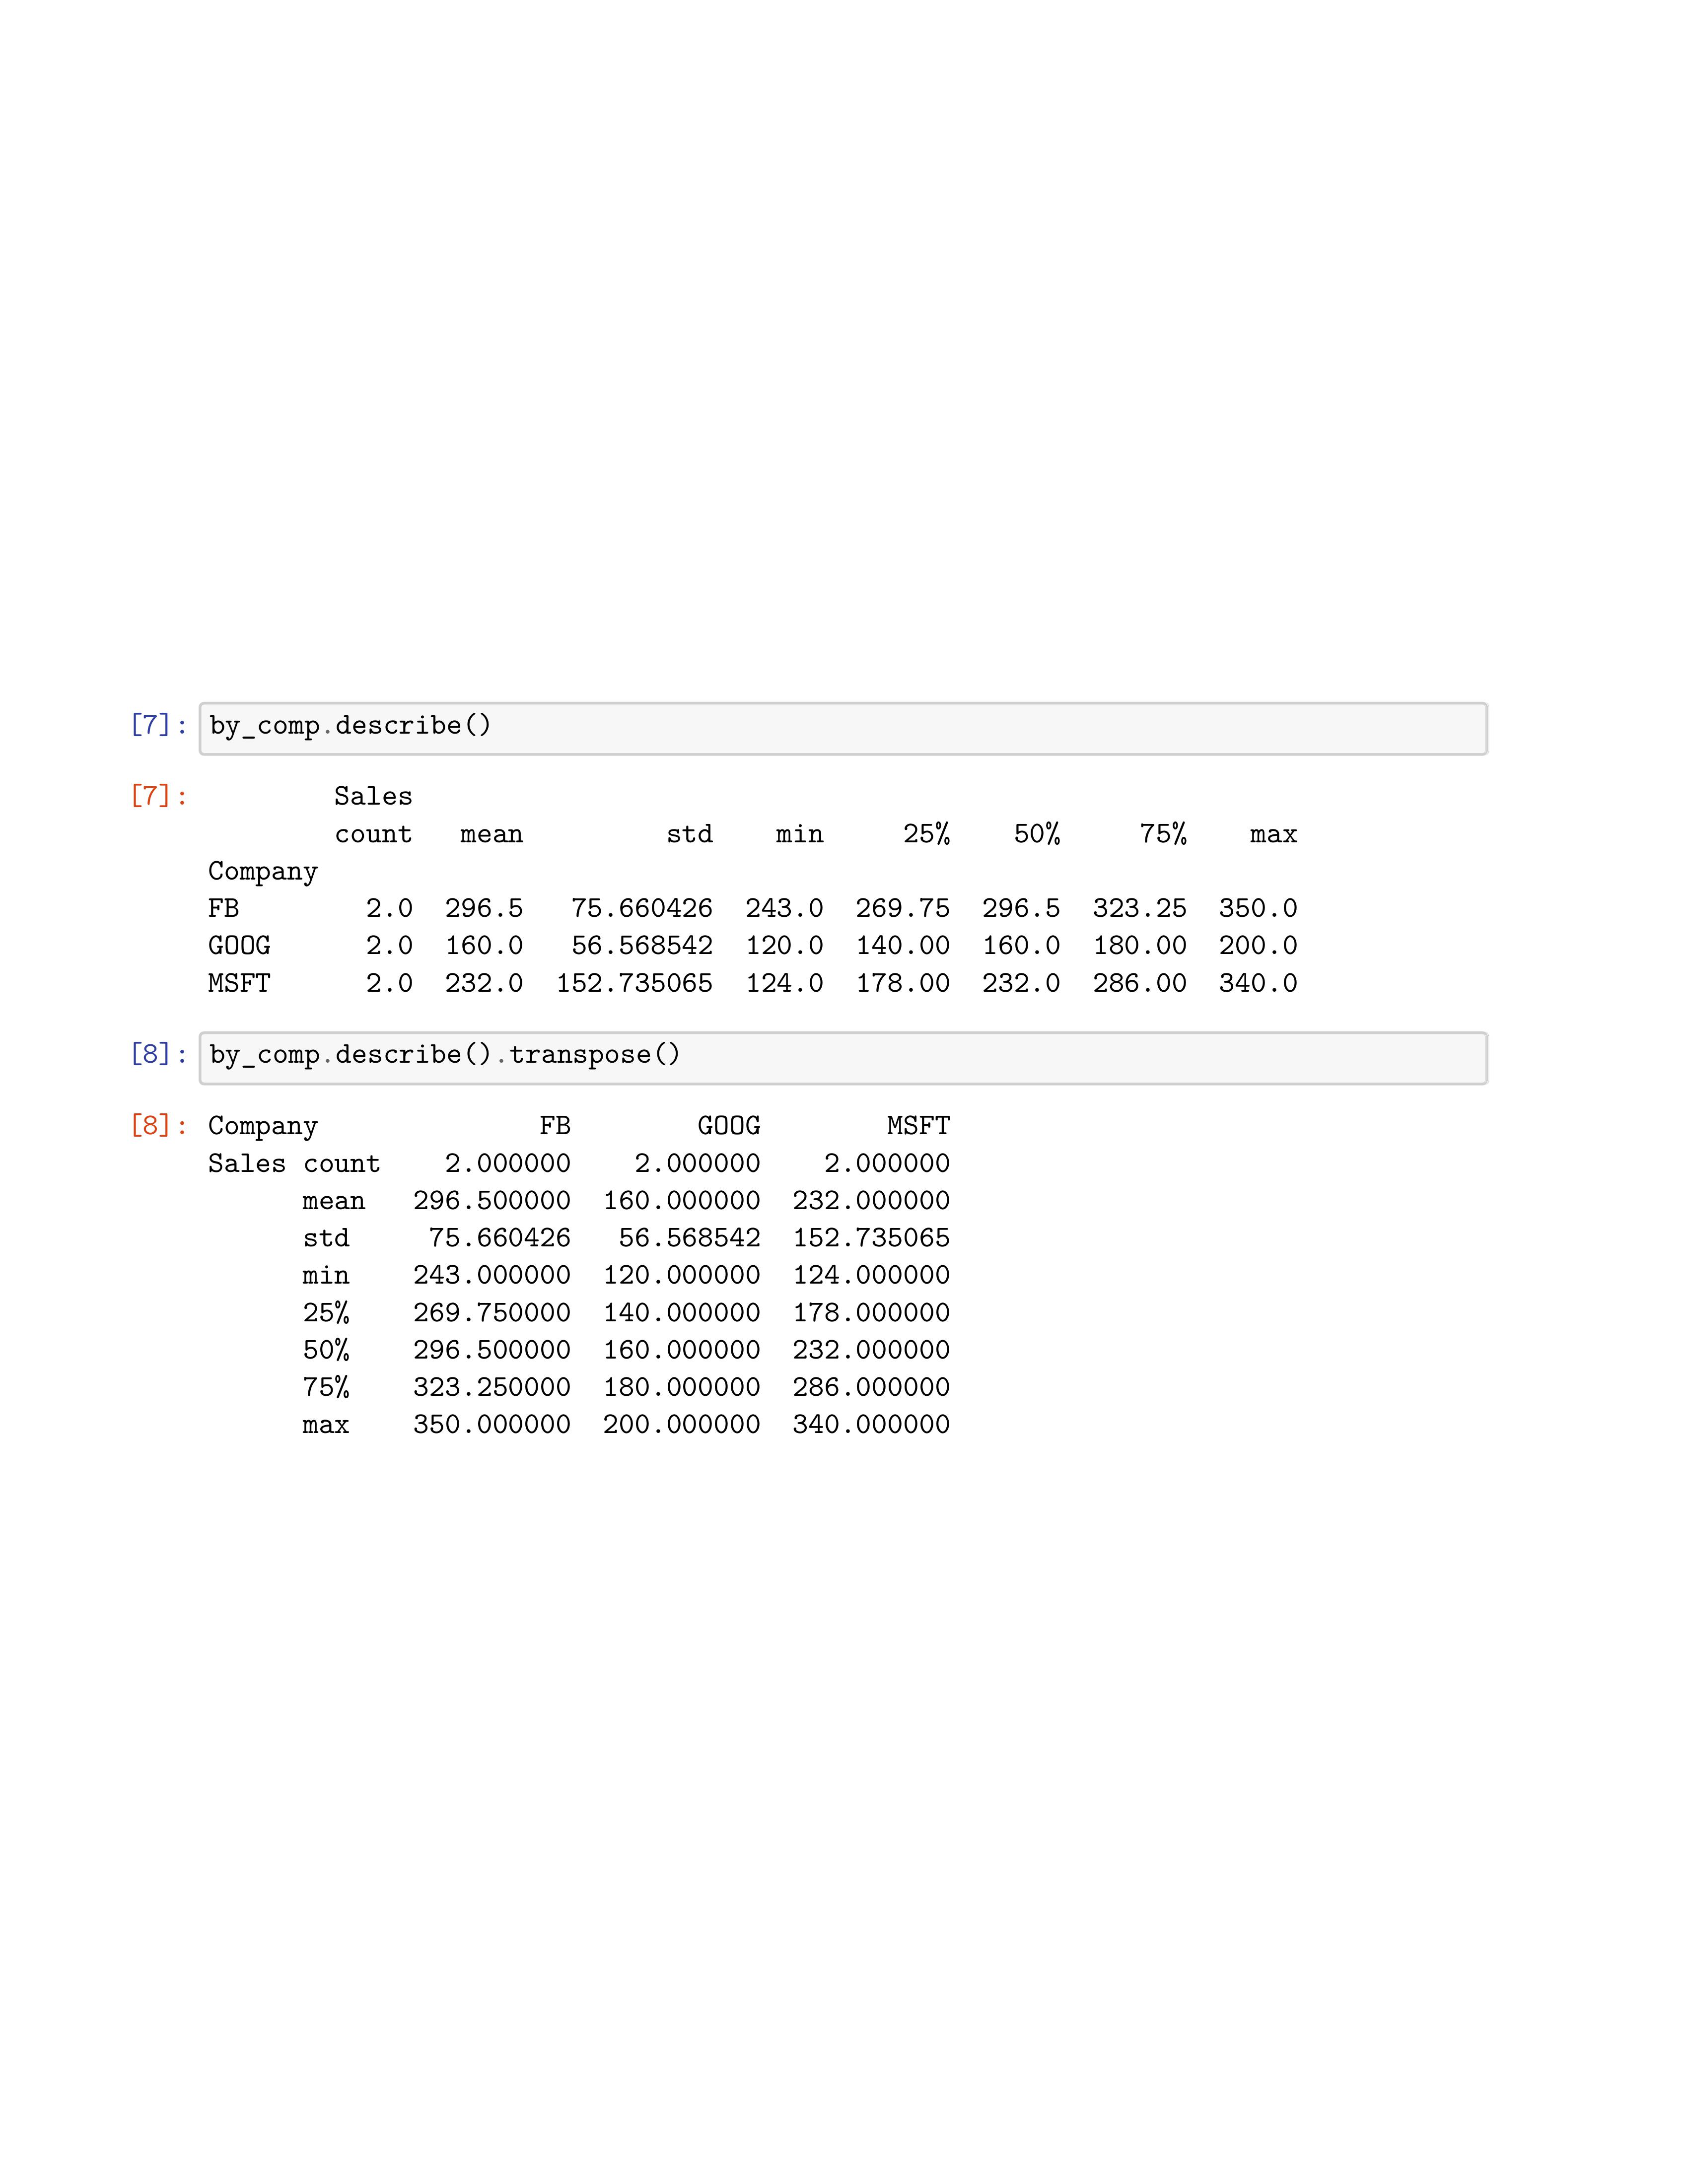 [7]: by_comp.describe()
[7]:         Sales
                count   mean         std    min     25%    50%     75%    max
Company
FB          2.0  296.5   75.660426  243.0  269.75  296.5  323.25  350.0
GOOG        2.0  160.0   56.568542  120.0  140.00  160.0  180.00  200.0
MSFT        2.0  232.0  152.735065  124.0  178.00  232.0  286.00  340.0
[8]: by_comp.describe().transpose()
[8]: Company              FB        GOOG        MSFT
Sales count    2.000000    2.000000    2.000000
      mean   296.500000  160.000000  232.000000
      std     75.660426   56.568542  152.735065
      min    243.000000  120.000000  124.000000
      25%    269.750000  140.000000  178.000000
      50%    296.500000  160.000000  232.000000
      75%    323.250000  180.000000  286.000000
      max    350.000000  200.000000  340.000000